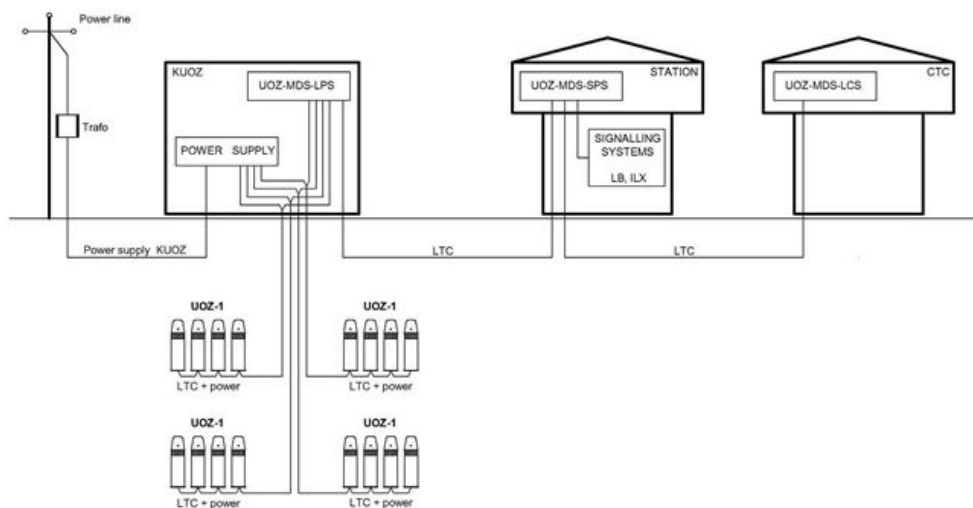 Power line
Trafo
KUOZ
UOZ-MDS-LPS
POWER SUPPLY
STATION
UOZ-MDS-SPS
SIGNALLING
SYSTEMS
LB, ILX
CTC
UOZ-MDS-LCS
Power supply KUOZ
LTC
LTC
UOZ-1
LTC + power
UOZ-1
LTC + power
UOZ-1
LTC + power
UOZ-1
LTC + power